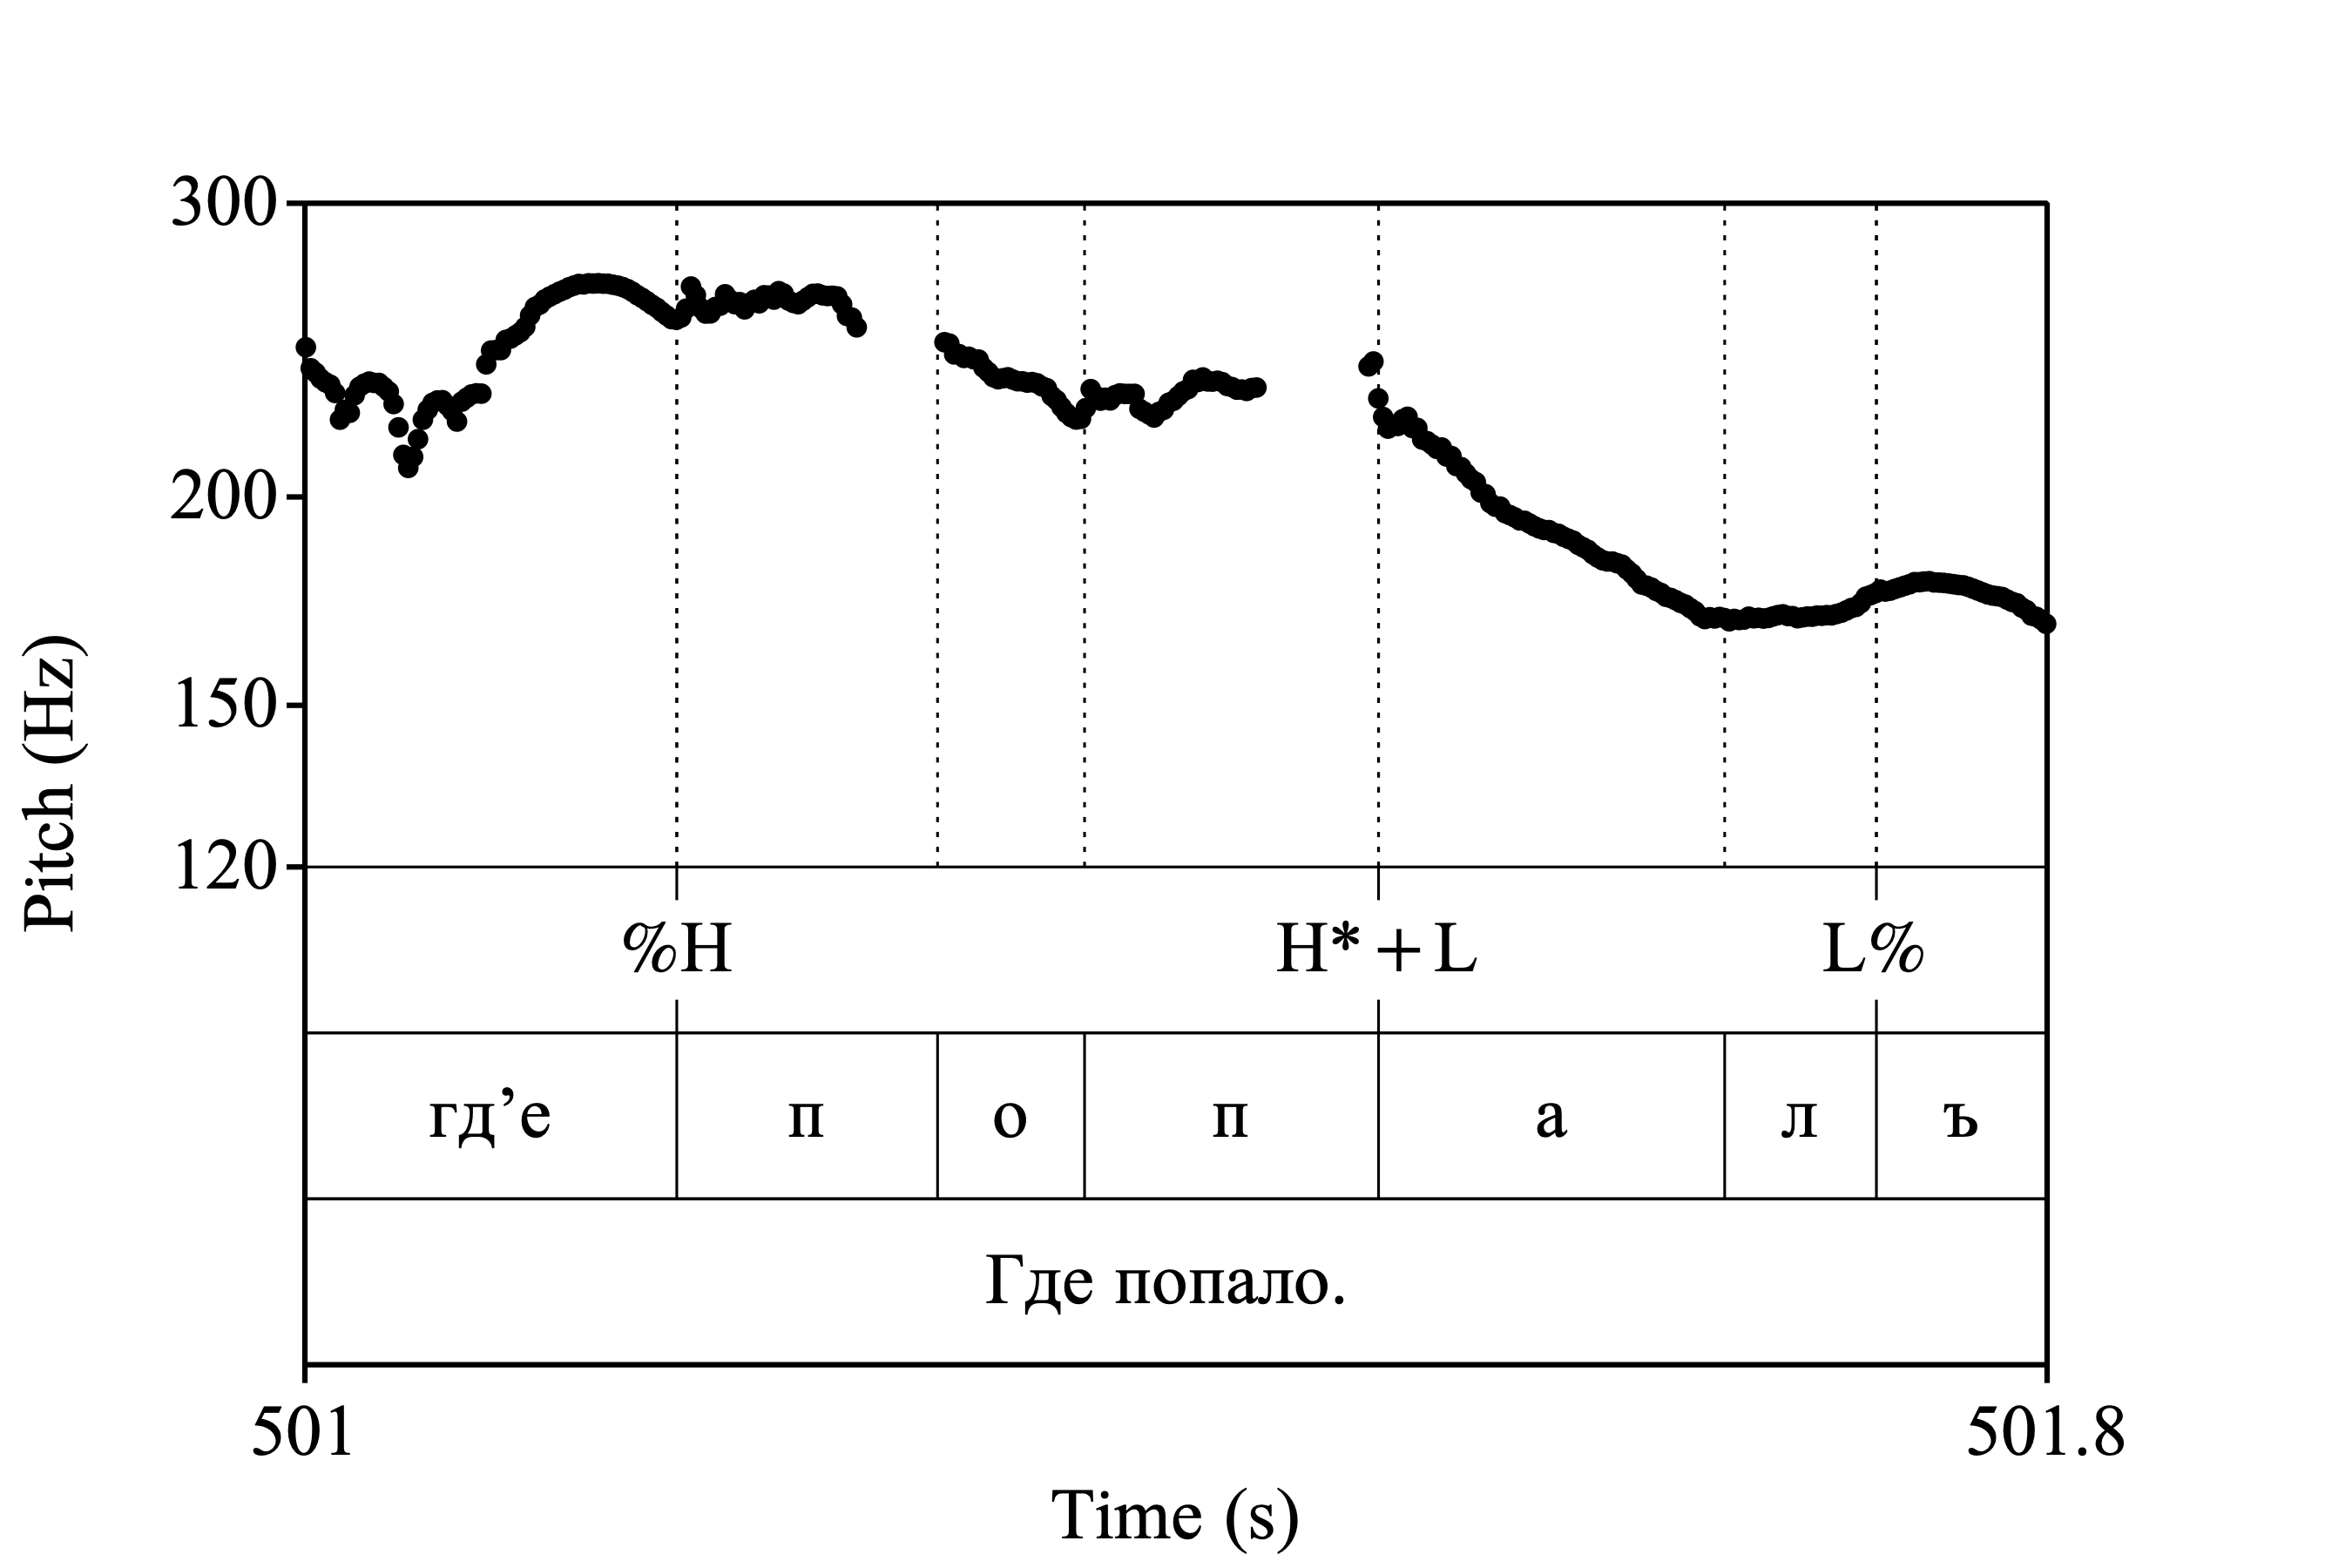 300
200
150
120
Pitch (Hz)
%H H*+L L%
гд’е п о п а л ъ
Где попало.
501 501.8
Time (s)